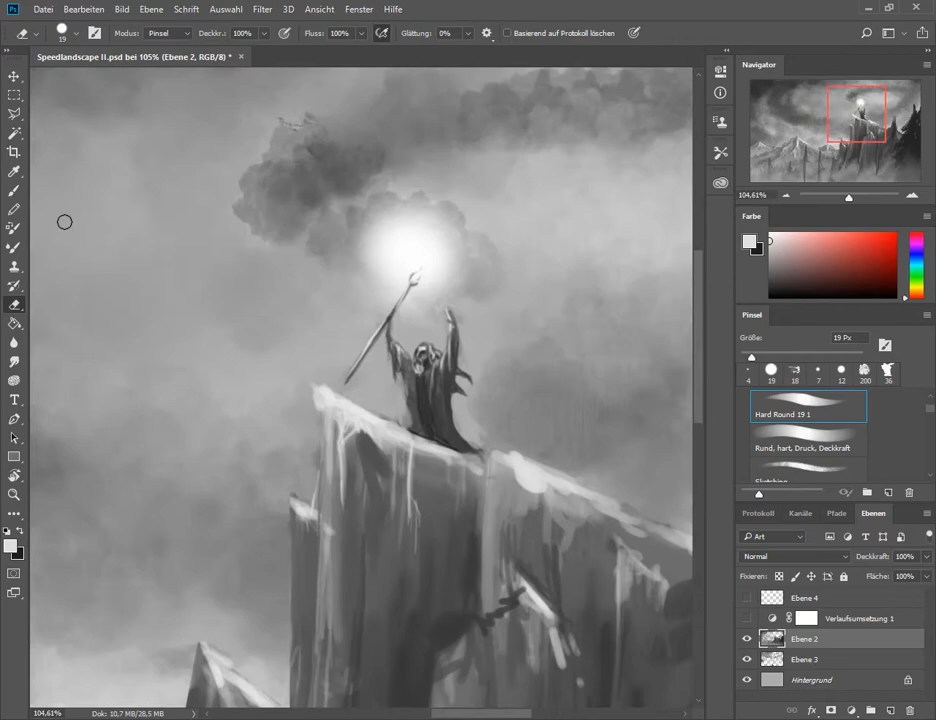 Ps Datei Bearbeiten Bild Ebene Schrift Auswahl Filter 3D Ansicht Fenster Hilfe
19 Modus: Pinsel Deckkr.: 100% Fluss: 100% Glättung: 0% Basierend auf Protokoll löschen
Speedlandscape II.psd bei 105% (Ebene 2, RGB/8) *
Navigator
104,61%
Farbe
Pinsel
Größe: 19 Px
4 19 18 7 12 200 36
Hard Round 19 1
Rund, hart, Druck, Deckkraft
Sketching
Protokoll Kanäle Pfade Ebenen
Art
Normal Deckkraft: 100%
Fixieren: Fläche: 100%
Ebene 4
Verlaufsumsetzung 1
Ebene 2
Ebene 3
Hintergrund
104,61% Dok: 10,7 MB/28,5 MB